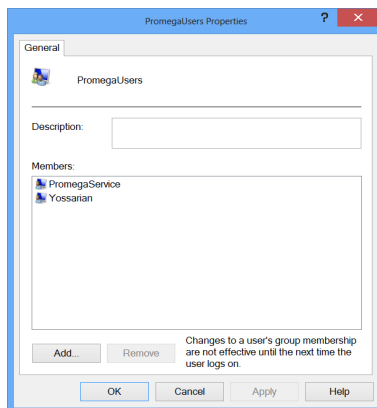 PromegaUsers Properties
?
General
PromegaUsers
Description:
Members:
PromegaService
Yossarian
Add...
Remove
Changes to a user's group membership
are not effective until the next time the
user logs on.
OK
Cancel
Apply
Help